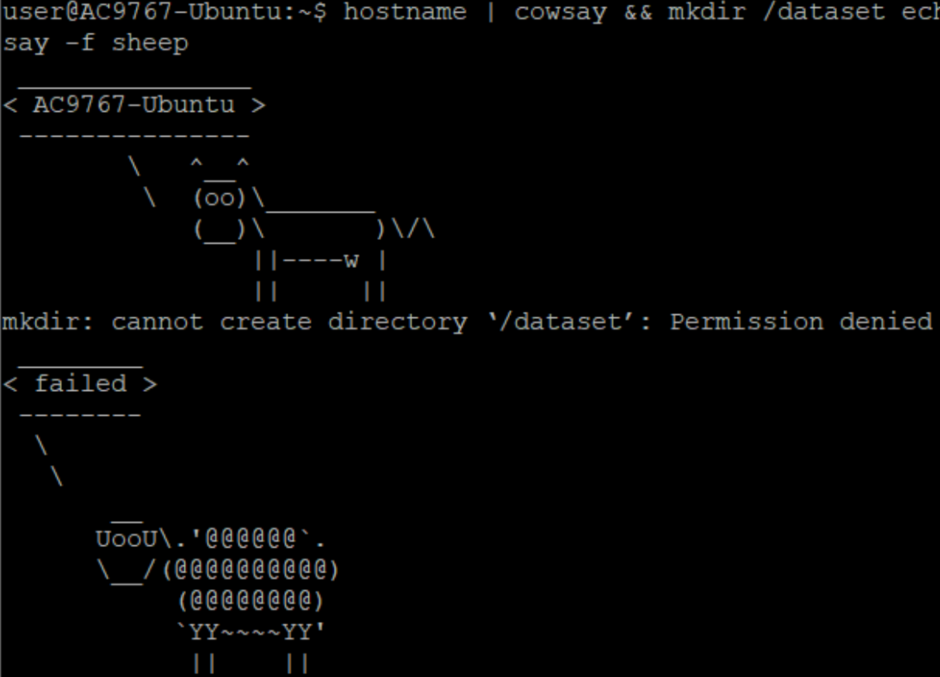 user@AC9767-Ubuntu:~$ hostname | cowsay && mkdir /dataset ech
say -f sheep
 _______________
< AC9767-Ubuntu >
 ---------------
        \   ^__^
         \  (oo)\_______
            (__)\       )\/\
                ||----w |
                ||     ||
mkdir: cannot create directory ‘/dataset’: Permission denied
 ________
< failed >
 --------
  \
   \
       __
      UooU\.'@@@@@@`.
      \__/(@@@@@@@@@@)
           (@@@@@@@@)
           `YY~~~~YY'
            ||    ||